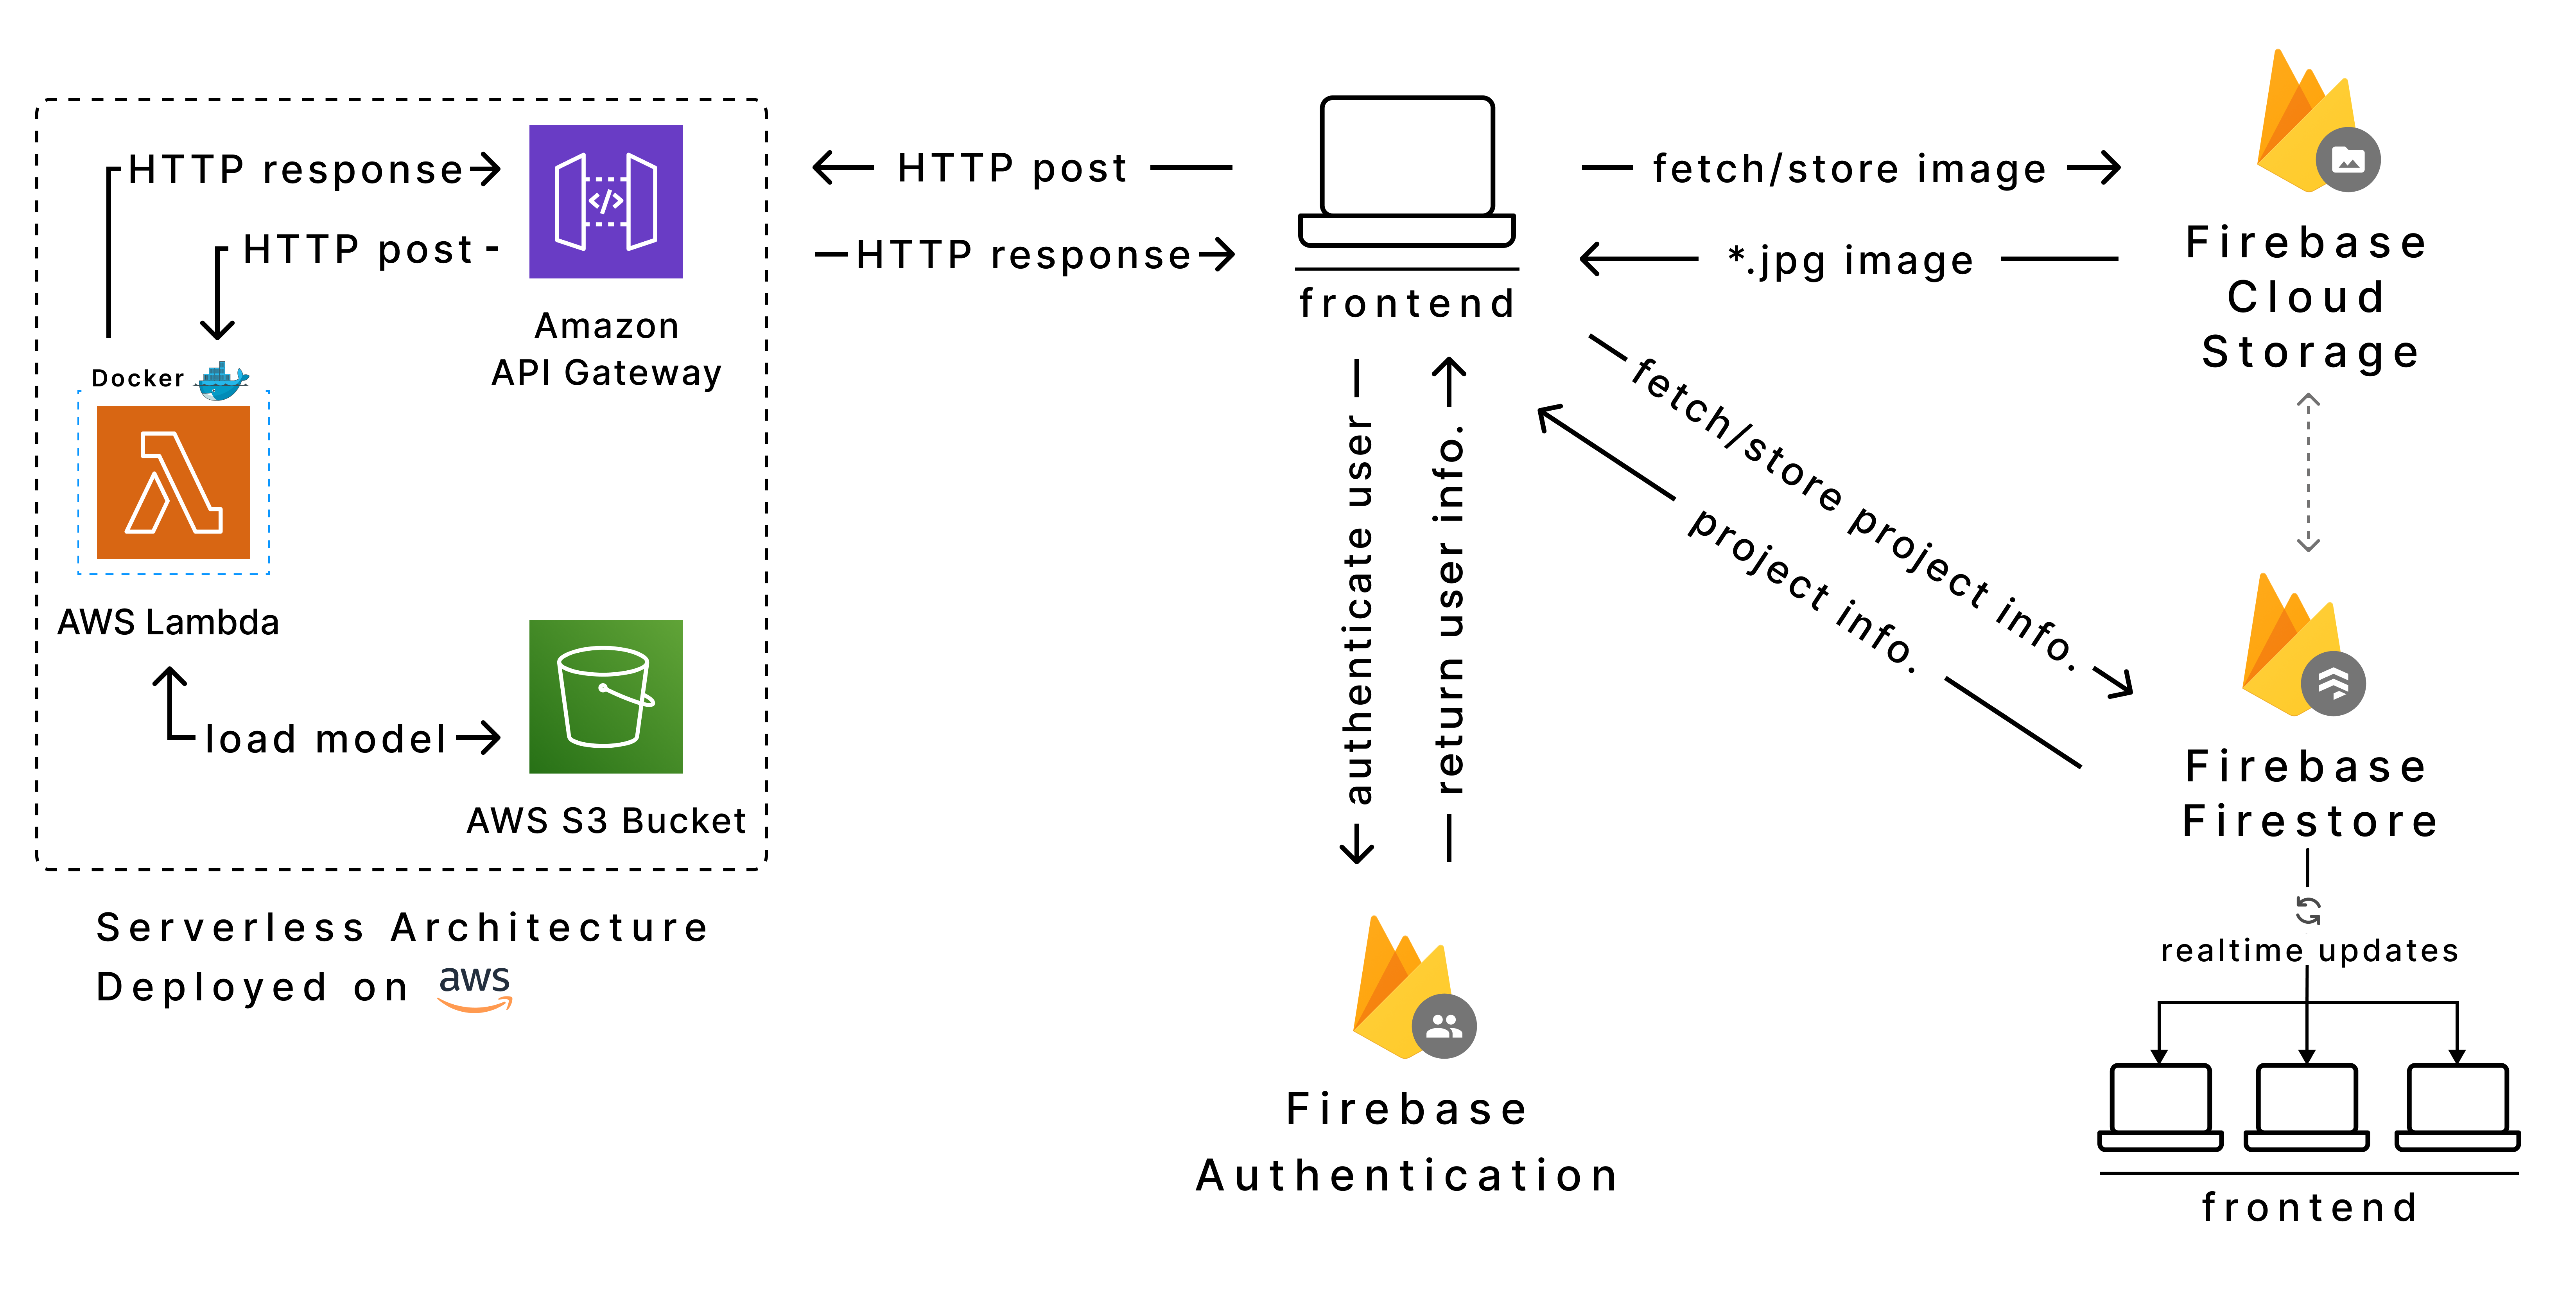 HTTP response
HTTP post
Amazon
API Gateway
Docker
AWS Lambda
load model
AWS S3 Bucket
Serverless Architecture
Deployed on aws
HTTP post
HTTP response
frontend
authenticate user
return user info.
Firebase
Authentication
fetch/store image
*.jpg image
fetch/store project info.
project info.
Firebase
Cloud
Storage
Firebase
Firestore
realtime updates
frontend